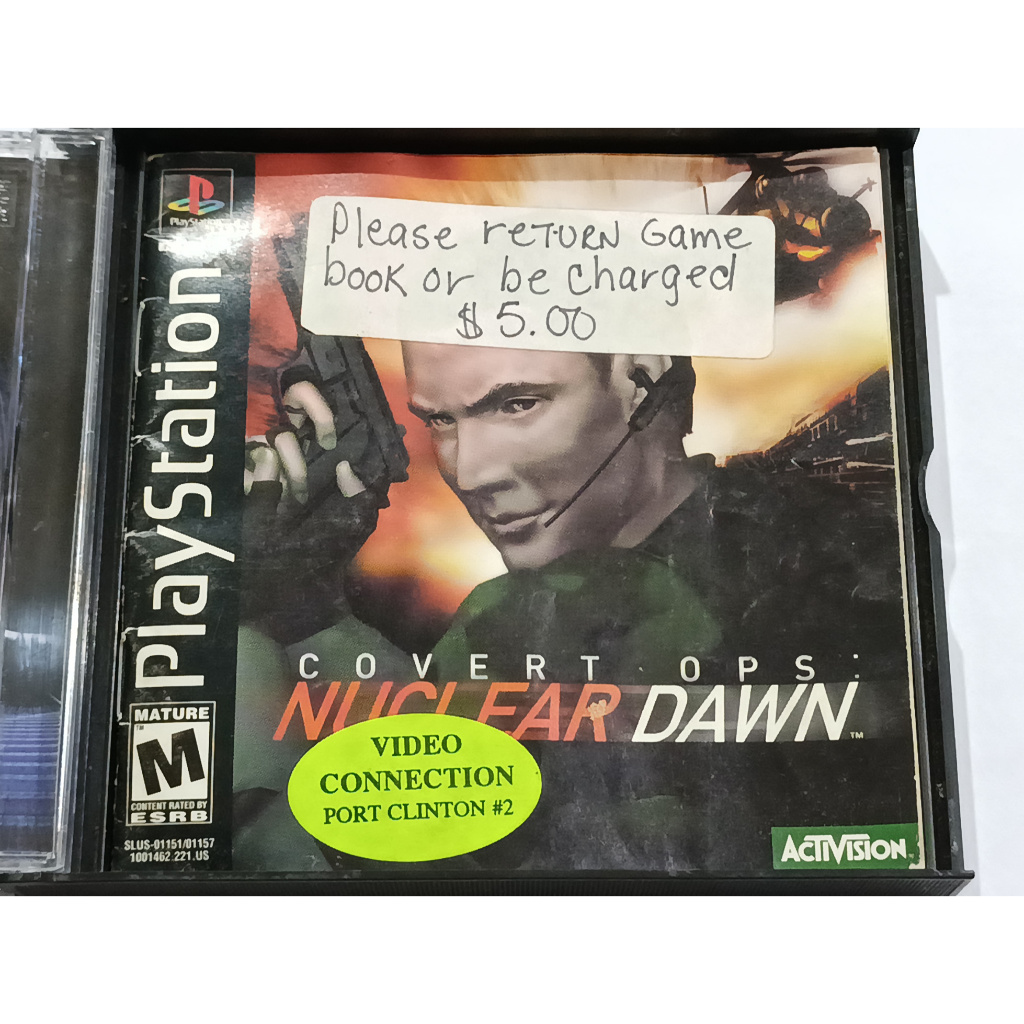 PlayStation
Please reTURN Game
book or be charged
$5.00
PlayStation
COVERT OPS:
NUCLEAR DAWN™
VIDEO
CONNECTION
PORT CLINTON #2
MATURE
M
CONTENT RATED BY
ESRB
SLUS-01151/01157
1001462.221.US
ACTIVISION